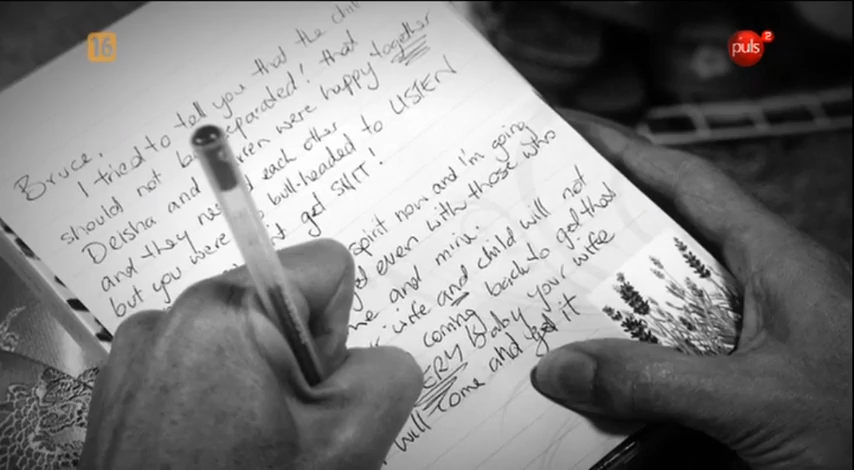 16
puls 2
Bruce,
I tried to tell you that the
should not be separated! that
Deisha and were happy together
and they each other
but you were bull-headed to LISTEN
get SHIT!
spirit now and I'm going
even with those who
me and mine.
wife and child will not
coming back to get that
baby your wife
will come and get it